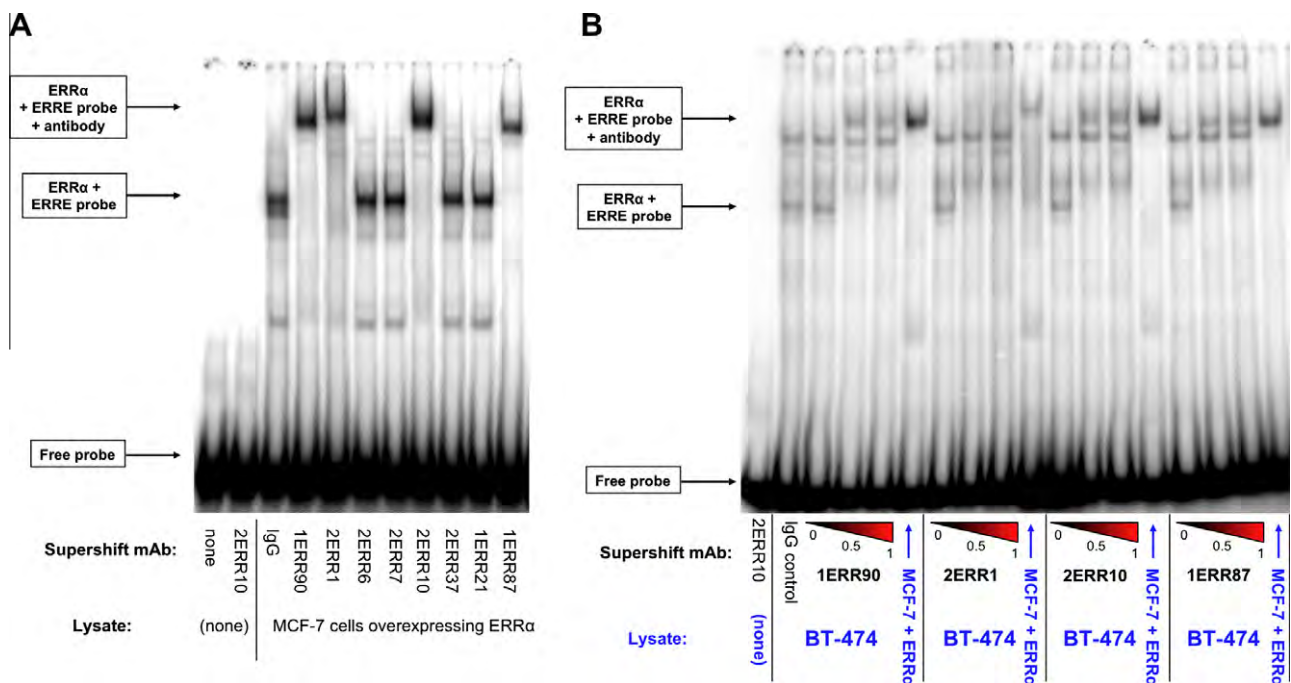 A
ERRα
+ ERRE probe
+ antibody
ERRα +
ERRE probe
Free probe
Supershift mAb:
none
2ERR10
IgG
1ERR90
2ERR1
2ERR6
2ERR7
2ERR10
2ERR37
1ERR21
1ERR87
Lysate:
(none)
MCF-7 cells overexpressing ERRα
B
ERRα
+ ERRE probe
+ antibody
ERRα +
ERRE probe
Free probe
Supershift mAb:
2ERR10
IgG control
0 0.5 1
1ERR90
MCF-7 + ERRα
0 0.5 1
2ERR1
MCF-7 + ERRα
0 0.5 1
2ERR10
MCF-7 + ERRα
0 0.5 1
1ERR87
MCF-7 + ERRα
Lysate:
(none)
BT-474
BT-474
BT-474
BT-474